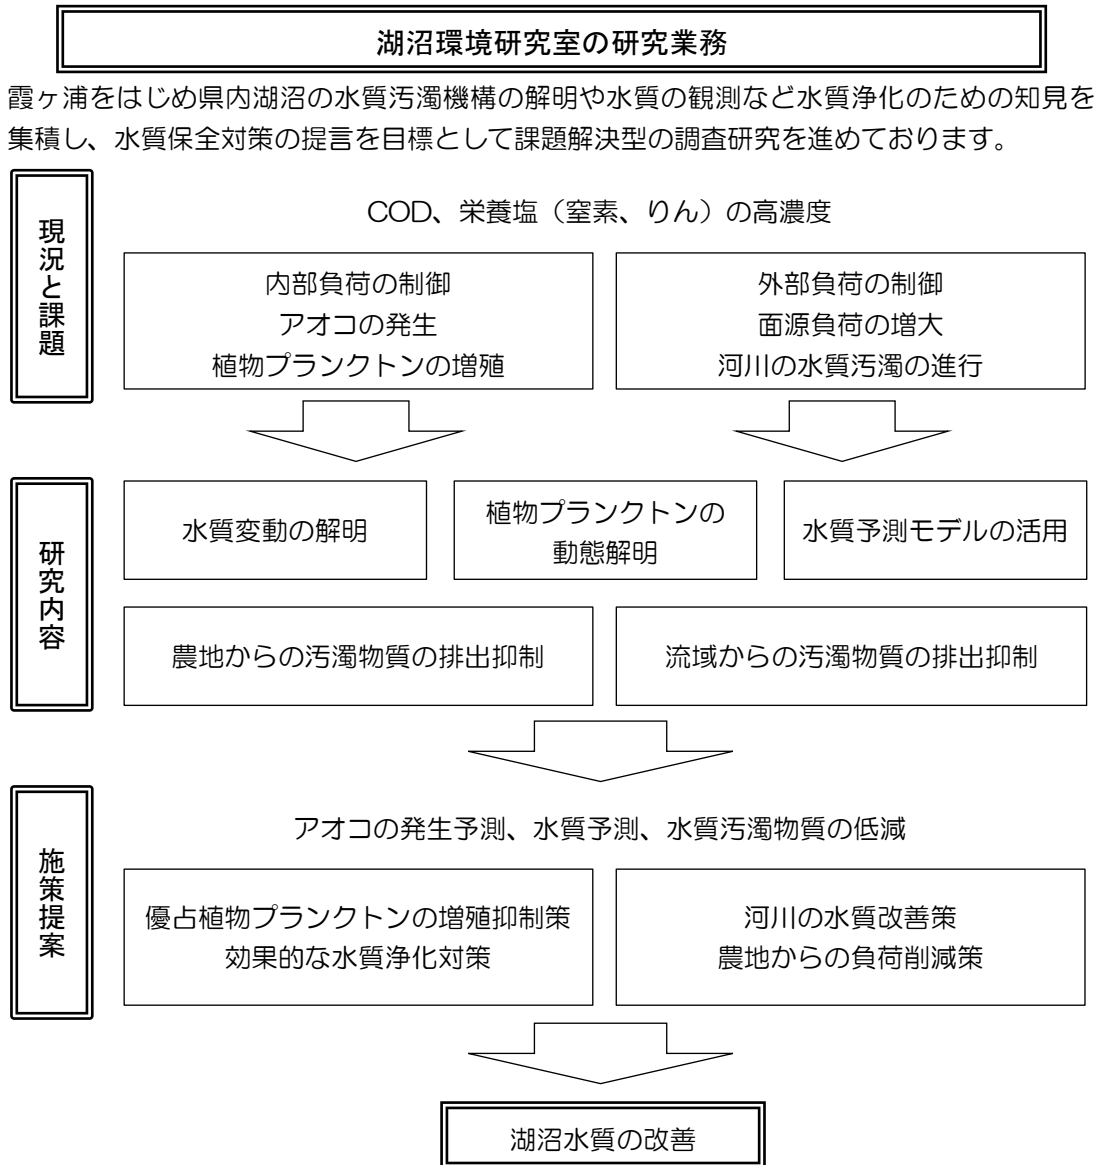 湖沼環境研究室の研究業務
霞ヶ浦をはじめ県内湖沼の水質汚濁機構の解明や水質の観測など水質浄化のための知見を
集積し、水質保全対策の提言を目標として課題解決型の調査研究を進めております。
現況と課題
COD、栄養塩（窒素、りん）の高濃度
内部負荷の制御
アオコの発生
植物プランクトンの増殖
外部負荷の制御
面源負荷の増大
河川の水質汚濁の進行
研究内容
水質変動の解明
植物プランクトンの
動態解明
水質予測モデルの活用
農地からの汚濁物質の排出抑制
流域からの汚濁物質の排出抑制
施策提案
アオコの発生予測、水質予測、水質汚濁物質の低減
優占植物プランクトンの増殖抑制策
効果的な水質浄化対策
河川の水質改善策
農地からの負荷削減策
湖沼水質の改善